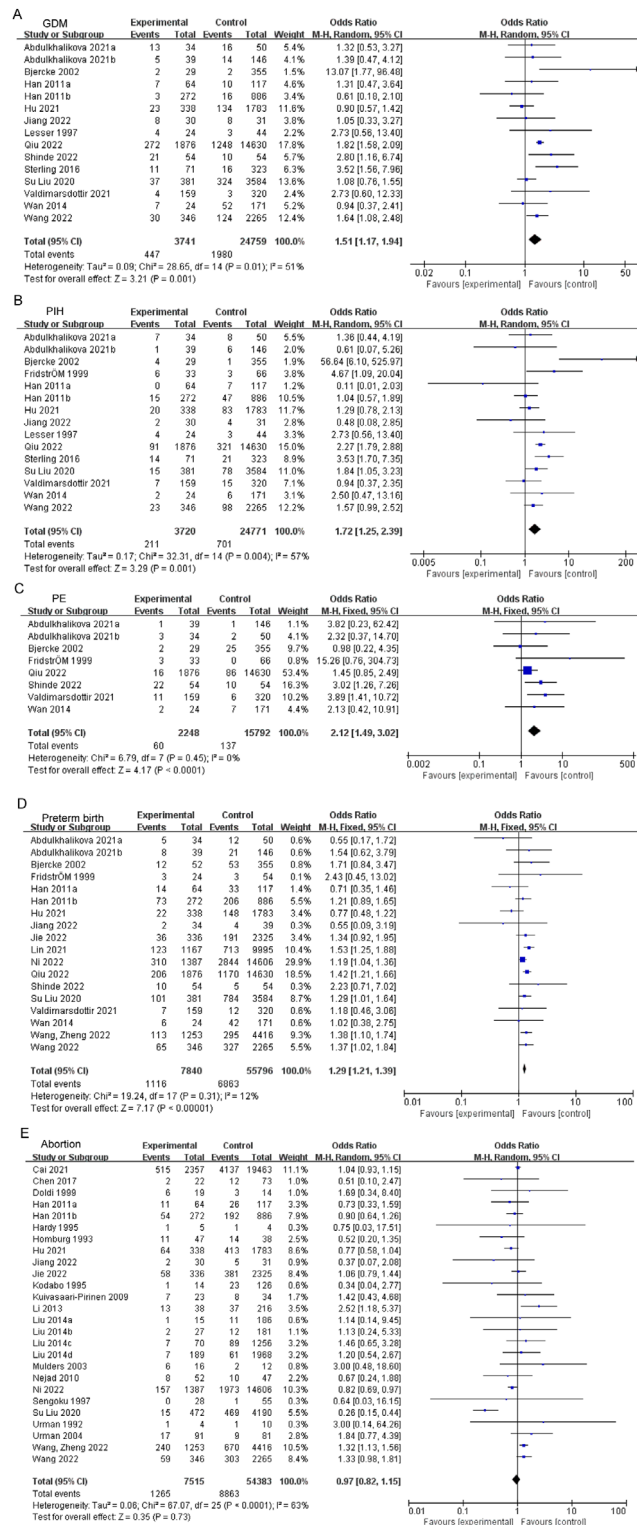 A
GDM
Experimental Control Odds Ratio Odds Ratio
Study or Subgroup Events Total Events Total Weight M-H, Random, 95% CI M-H, Random, 95% CI
Abdulkhalikova 2021a 13 34 16 50 5.4% 1.32 [0.53, 3.27]
Abdulkhalikova 2021b 5 39 14 146 4.9% 1.39 [0.47, 4.12]
Bjercke 2002 2 29 2 355 1.8% 13.07 [1.77, 96.48]
Han 2011a 7 64 10 117 5.1% 1.31 [0.47, 3.64]
Han 2011b 3 272 16 886 4.0% 0.61 [0.18, 2.10]
Hu 2021 23 338 134 1783 11.4% 0.90 [0.57, 1.42]
Jiang 2022 8 30 8 31 4.5% 1.05 [0.33, 3.27]
Lesser 1997 4 24 3 44 2.7% 2.73 [0.56, 13.40]
Qiu 2022 272 1876 1248 14630 17.5% 1.82 [1.58, 2.09]
Shinde 2022 21 54 10 54 5.8% 2.80 [1.16, 6.74]
Sterling 2016 11 71 16 323 6.4% 3.52 [1.56, 7.96]
Su Liu 2020 37 381 324 3584 13.2% 1.08 [0.76, 1.55]
Valdimarsdottir 2021 4 159 3 320 2.9% 2.73 [0.60, 12.33]
Wan 2014 7 24 52 171 5.2% 0.94 [0.37, 2.41]
Wang 2022 30 346 124 2265 12.0% 1.64 [1.08, 2.48]
Total (95% CI) 3741 24759 100.0% 1.51 [1.17, 1.94]
Total events 447 1980
Heterogeneity: Tau² = 0.09; Chi² = 28.65, df = 14 (P = 0.01); I² = 51%
Test for overall effect: Z = 3.21 (P = 0.001)
0.02 0.1 1 10 50
Favours [experimental] Favours [control]
B
PIH
Experimental Control Odds Ratio Odds Ratio
Study or Subgroup Events Total Events Total Weight M-H, Random, 95% CI M-H, Random, 95% CI
Abdulkhalikova 2021a 7 34 8 50 5.5% 1.36 [0.44, 4.19]
Abdulkhalikova 2021b 1 39 6 146 2.0% 0.61 [0.07, 5.26]
Bjercke 2002 4 29 1 355 1.9% 56.64 [6.10, 525.97]
FridstrÖM 1999 6 33 3 66 3.9% 4.67 [1.09, 20.04]
Han 2011a 0 64 7 117 1.2% 0.11 [0.01, 2.03]
Han 2011b 15 272 47 886 10.5% 1.04 [0.57, 1.89]
Hu 2021 20 338 83 1783 12.1% 1.29 [0.78, 2.13]
Jiang 2022 2 30 4 31 2.8% 0.48 [0.08, 2.85]
Lesser 1997 4 24 3 44 3.4% 2.73 [0.56, 13.40]
Qiu 2022 91 1876 321 14630 16.3% 2.27 [1.79, 2.88]
Sterling 2016 14 71 21 323 8.9% 3.53 [1.70, 7.35]
Su Liu 2020 15 381 78 3584 11.1% 1.84 [1.05, 3.23]
Valdimarsdottir 2021 7 159 15 320 7.0% 0.94 [0.37, 2.35]
Wan 2014 2 24 6 171 3.2% 2.50 [0.47, 13.16]
Wang 2022 23 346 98 2265 12.7% 1.57 [0.99, 2.52]
Total (95% CI) 3720 24771 100.0% 1.72 [1.25, 2.39]
Total events 211 701
Heterogeneity: Tau² = 0.17; Chi² = 32.31, df = 14 (P = 0.004); I² = 57%
Test for overall effect: Z = 3.29 (P = 0.001)
0.005 0.1 1 10 200
Favours [experimental] Favours [control]
C
PE
Experimental Control Odds Ratio Odds Ratio
Study or Subgroup Events Total Events Total Weight M-H, Fixed, 95% CI M-H, Fixed, 95% CI
Abdulkhalikova 2021a 1 39 1 146 1.1% 3.82 [0.23, 62.42]
Abdulkhalikova 2021b 3 34 2 50 4.0% 2.32 [0.37, 14.70]
Bjercke 2002 2 29 25 355 9.1% 0.98 [0.22, 4.35]
FridstrÖM 1999 3 33 0 66 0.8% 15.26 [0.76, 304.73]
Qiu 2022 16 1876 86 14630 53.4% 1.45 [0.85, 2.49]
Shinde 2022 22 54 10 54 16.5% 3.02 [1.26, 7.26]
Valdimarsdottir 2021 11 159 6 320 10.2% 3.89 [1.41, 10.72]
Wan 2014 2 24 7 171 4.4% 2.13 [0.42, 10.91]
Total (95% CI) 2248 15792 100.0% 2.12 [1.49, 3.02]
Total events 60 137
Heterogeneity: Chi² = 6.79, df = 7 (P = 0.45); I² = 0%
Test for overall effect: Z = 4.17 (P < 0.0001)
0.002 0.1 1 10 500
Favours [experimental] Favours [control]
D
Preterm birth
Experimental Control Odds Ratio Odds Ratio
Study or Subgroup Events Total Events Total Weight M-H, Fixed, 95% CI M-H, Fixed, 95% CI
Abdulkhalikova 2021a 5 34 12 50 0.6% 0.55 [0.17, 1.72]
Abdulkhalikova 2021b 8 39 21 146 0.5% 1.54 [0.62, 3.79]
Bjercke 2002 12 52 53 355 0.8% 1.71 [0.84, 3.47]
FridstrÖM 1999 3 24 3 54 0.2% 2.43 [0.45, 13.02]
Han 2011a 14 64 33 117 1.3% 0.71 [0.35, 1.46]
Han 2011b 73 272 206 886 5.3% 1.21 [0.89, 1.65]
Hu 2021 22 338 148 1783 3.3% 0.77 [0.48, 1.22]
Jiang 2022 2 34 4 39 0.3% 0.55 [0.09, 3.19]
Jie 2022 36 336 191 2325 3.0% 1.34 [0.92, 1.95]
Lin 2021 123 1167 713 9995 10.1% 1.53 [1.25, 1.88]
Ni 2022 310 1387 2844 14606 30.2% 1.19 [1.04, 1.36]
Qiu 2022 206 1876 1170 14630 18.2% 1.42 [1.21, 1.66]
Shinde 2022 10 54 5 54 0.3% 2.23 [0.71, 7.02]
Su Liu 2020 101 381 784 3584 8.9% 1.29 [1.01, 1.64]
Valdimarsdottir 2021 7 159 12 320 0.6% 1.18 [0.46, 3.06]
Wan 2014 6 24 42 171 0.6% 1.02 [0.38, 2.75]
Wang, Zheng 2022 113 1253 295 4416 9.3% 1.38 [1.10, 1.74]
Wang 2022 65 346 327 2265 5.9% 1.37 [1.02, 1.84]
Total (95% CI) 7840 55796 100.0% 1.29 [1.21, 1.39]
Total events 1116 6863
Heterogeneity: Chi² = 19.24, df = 17 (P = 0.31); I² = 12%
Test for overall effect: Z = 7.17 (P < 0.00001)
0.01 0.1 1 10 100
Favours [experimental] Favours [control]
E
Abortion
Experimental Control Odds Ratio Odds Ratio
Study or Subgroup Events Total Events Total Weight M-H, Random, 95% CI M-H, Random, 95% CI
Cai 2021 515 2357 4137 19463 11.1% 1.04 [0.93, 1.15]
Chen 2017 2 22 12 73 1.0% 0.51 [0.10, 2.47]
Doldi 1999 6 19 3 14 1.0% 1.69 [0.34, 8.40]
Han 2011a 11 64 26 117 3.3% 0.73 [0.33, 1.59]
Han 2011b 54 272 192 886 7.9% 0.90 [0.64, 1.26]
Hardy 1995 1 5 1 4 0.3% 0.75 [0.03, 17.51]
Homburg 1993 11 47 14 38 2.6% 0.52 [0.20, 1.35]
Hu 2021 64 338 413 1783 8.6% 0.77 [0.58, 1.04]
Jiang 2022 2 30 5 31 0.9% 0.37 [0.07, 2.08]
Jie 2022 58 336 381 2325 8.5% 1.06 [0.79, 1.44]
Kodabo 1995 1 14 23 126 0.6% 0.34 [0.04, 2.77]
Kuivasaari-Pirinen 2009 7 23 8 34 1.7% 1.42 [0.43, 4.68]
Li 2013 13 38 37 216 3.5% 2.52 [1.18, 5.37]
Liu 2014a 1 15 11 186 0.6% 1.14 [0.14, 9.45]
Liu 2014b 2 27 12 181 1.1% 1.13 [0.24, 5.33]
Liu 2014c 7 70 89 1256 3.1% 1.46 [0.65, 3.28]
Liu 2014d 7 189 61 1968 3.2% 1.20 [0.54, 2.67]
Mulders 2003 6 16 2 12 0.8% 3.00 [0.48, 18.60]
Nejad 2010 8 52 10 47 2.2% 0.67 [0.24, 1.88]
Ni 2022 157 1387 1973 14606 10.4% 0.82 [0.69, 0.97]
Sengoku 1997 0 28 1 55 0.3% 0.64 [0.03, 16.15]
Su Liu 2020 15 472 469 4190 5.2% 0.26 [0.15, 0.44]
Urman 1992 1 4 1 10 0.3% 3.00 [0.14, 64.26]
Urman 2004 17 91 9 81 2.8% 1.84 [0.77, 4.39]
Wang, Zheng 2022 240 1253 670 4416 10.5% 1.32 [1.13, 1.56]
Wang 2022 59 346 303 2265 8.4% 1.33 [0.98, 1.81]
Total (95% CI) 7515 54383 100.0% 0.97 [0.82, 1.15]
Total events 1265 8863
Heterogeneity: Tau² = 0.06; Chi² = 67.07, df = 25 (P < 0.0001); I² = 63%
Test for overall effect: Z = 0.35 (P = 0.73)
0.01 0.1 1 10 100
Favours [experimental] Favours [control]